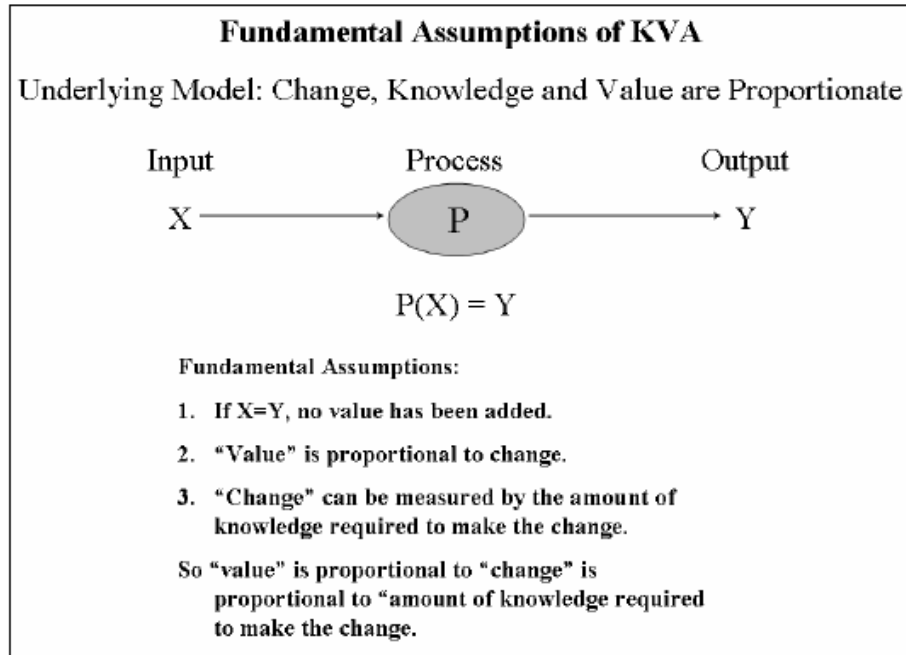 Fundamental Assumptions of KVA
Underlying Model: Change, Knowledge and Value are Proportionate
Input Process Output
X P Y
P(X) = Y
Fundamental Assumptions:
1. If X=Y, no value has been added.
2. “Value” is proportional to change.
3. “Change” can be measured by the amount of
knowledge required to make the change.
So “value” is proportional to “change” is
proportional to “amount of knowledge required
to make the change.